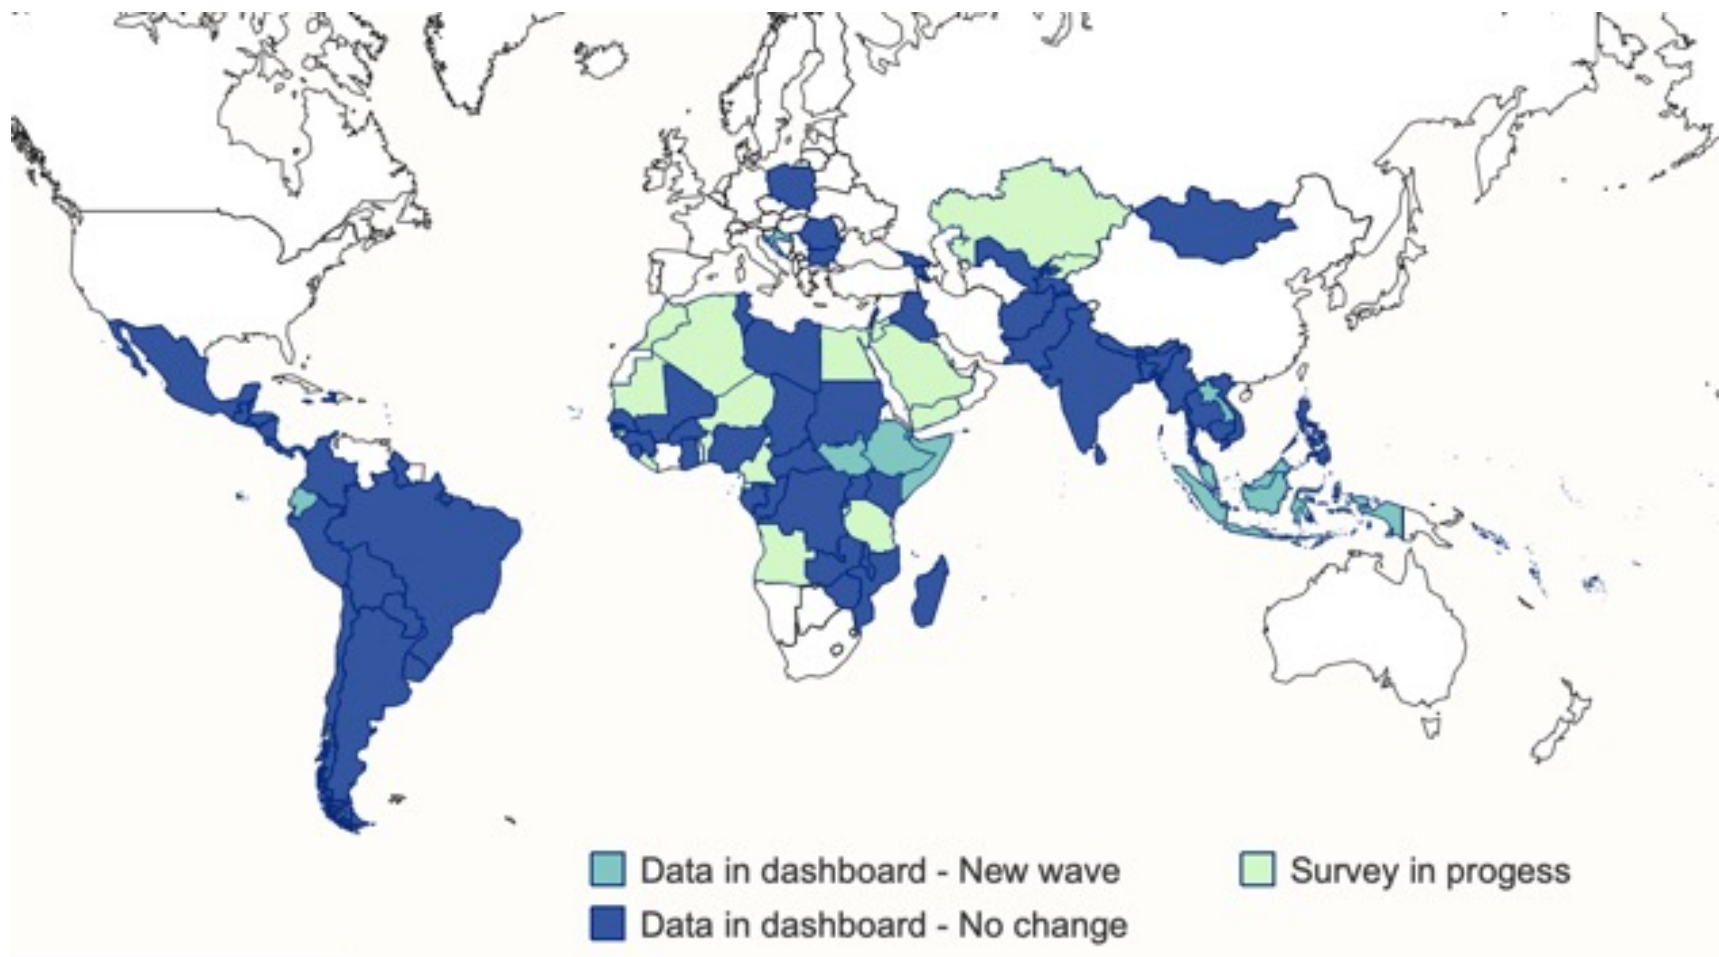 Data in dashboard - New wave
Survey in progess
Data in dashboard - No change